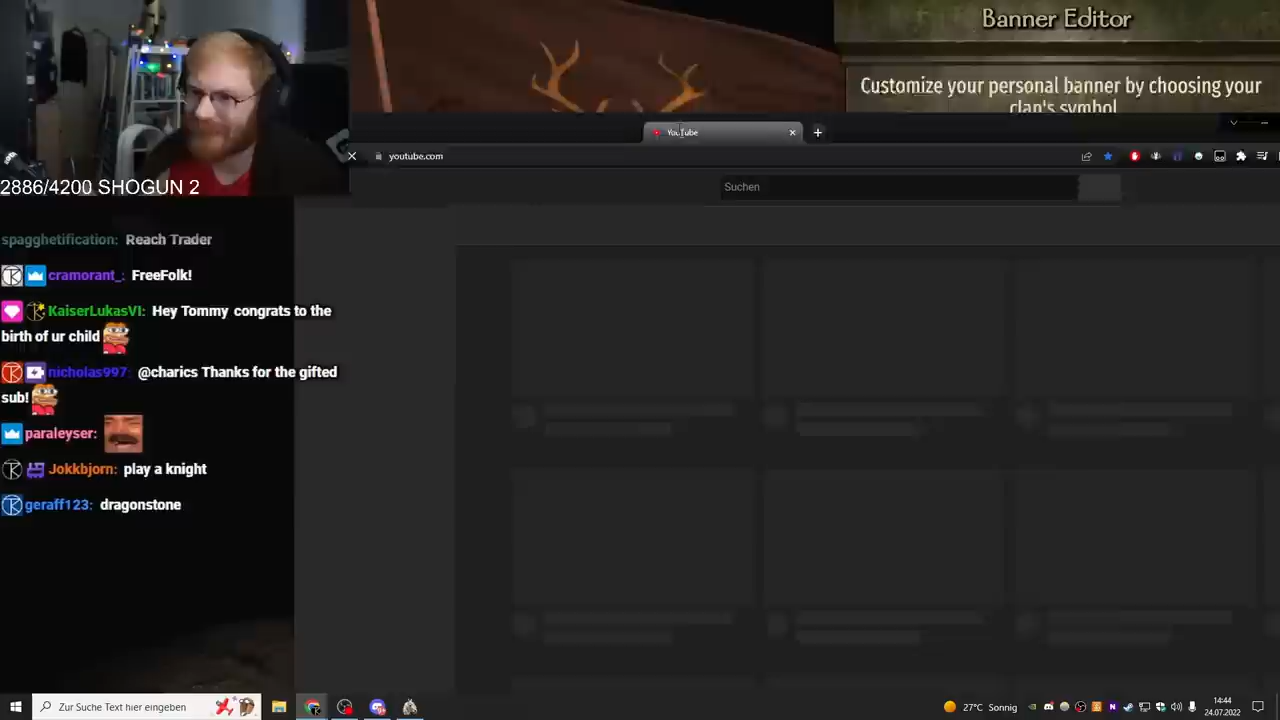 Banner Editor
Customize your personal banner by choosing your
clan's symbol
YouTube
youtube.com
Suchen
2886/4200 SHOGUN 2
spagghetification: Reach Trader
cramorant_: FreeFolk!
KaiserLukasVI: Hey Tommy congrats to the
birth of ur child
nicholas997: @charics Thanks for the gifted
sub!
paraleyser:
Jokkbjorn: play a knight
geraff123: dragonstone
Zur Suche Text hier eingeben
27°C Sonnig
14:44
24.07.2022